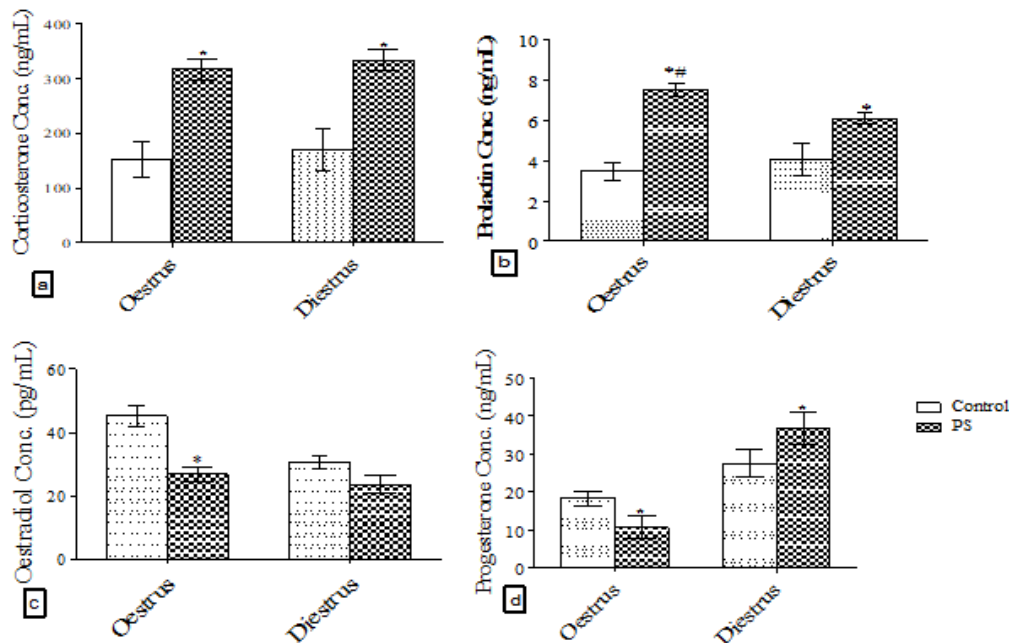 Corticosterone Conc. (ng/mL)
400
300
200
100
0
*
*
Oestrus
Diestrus
a
Prolactin Conc. (ng/mL)
10
8
6
4
2
0
*#
*
Oestrus
Diestrus
b
Oestradiol Conc. (pg/mL)
60
40
20
0
*
Oestrus
Diestrus
c
Progesterone Conc. (ng/mL)
50
40
30
20
10
0
*
*
Oestrus
Diestrus
d
Control
PS